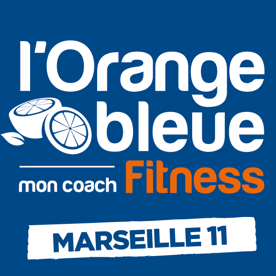 l'Orange
bleue
mon coach Fitness
MARSEILLE 11